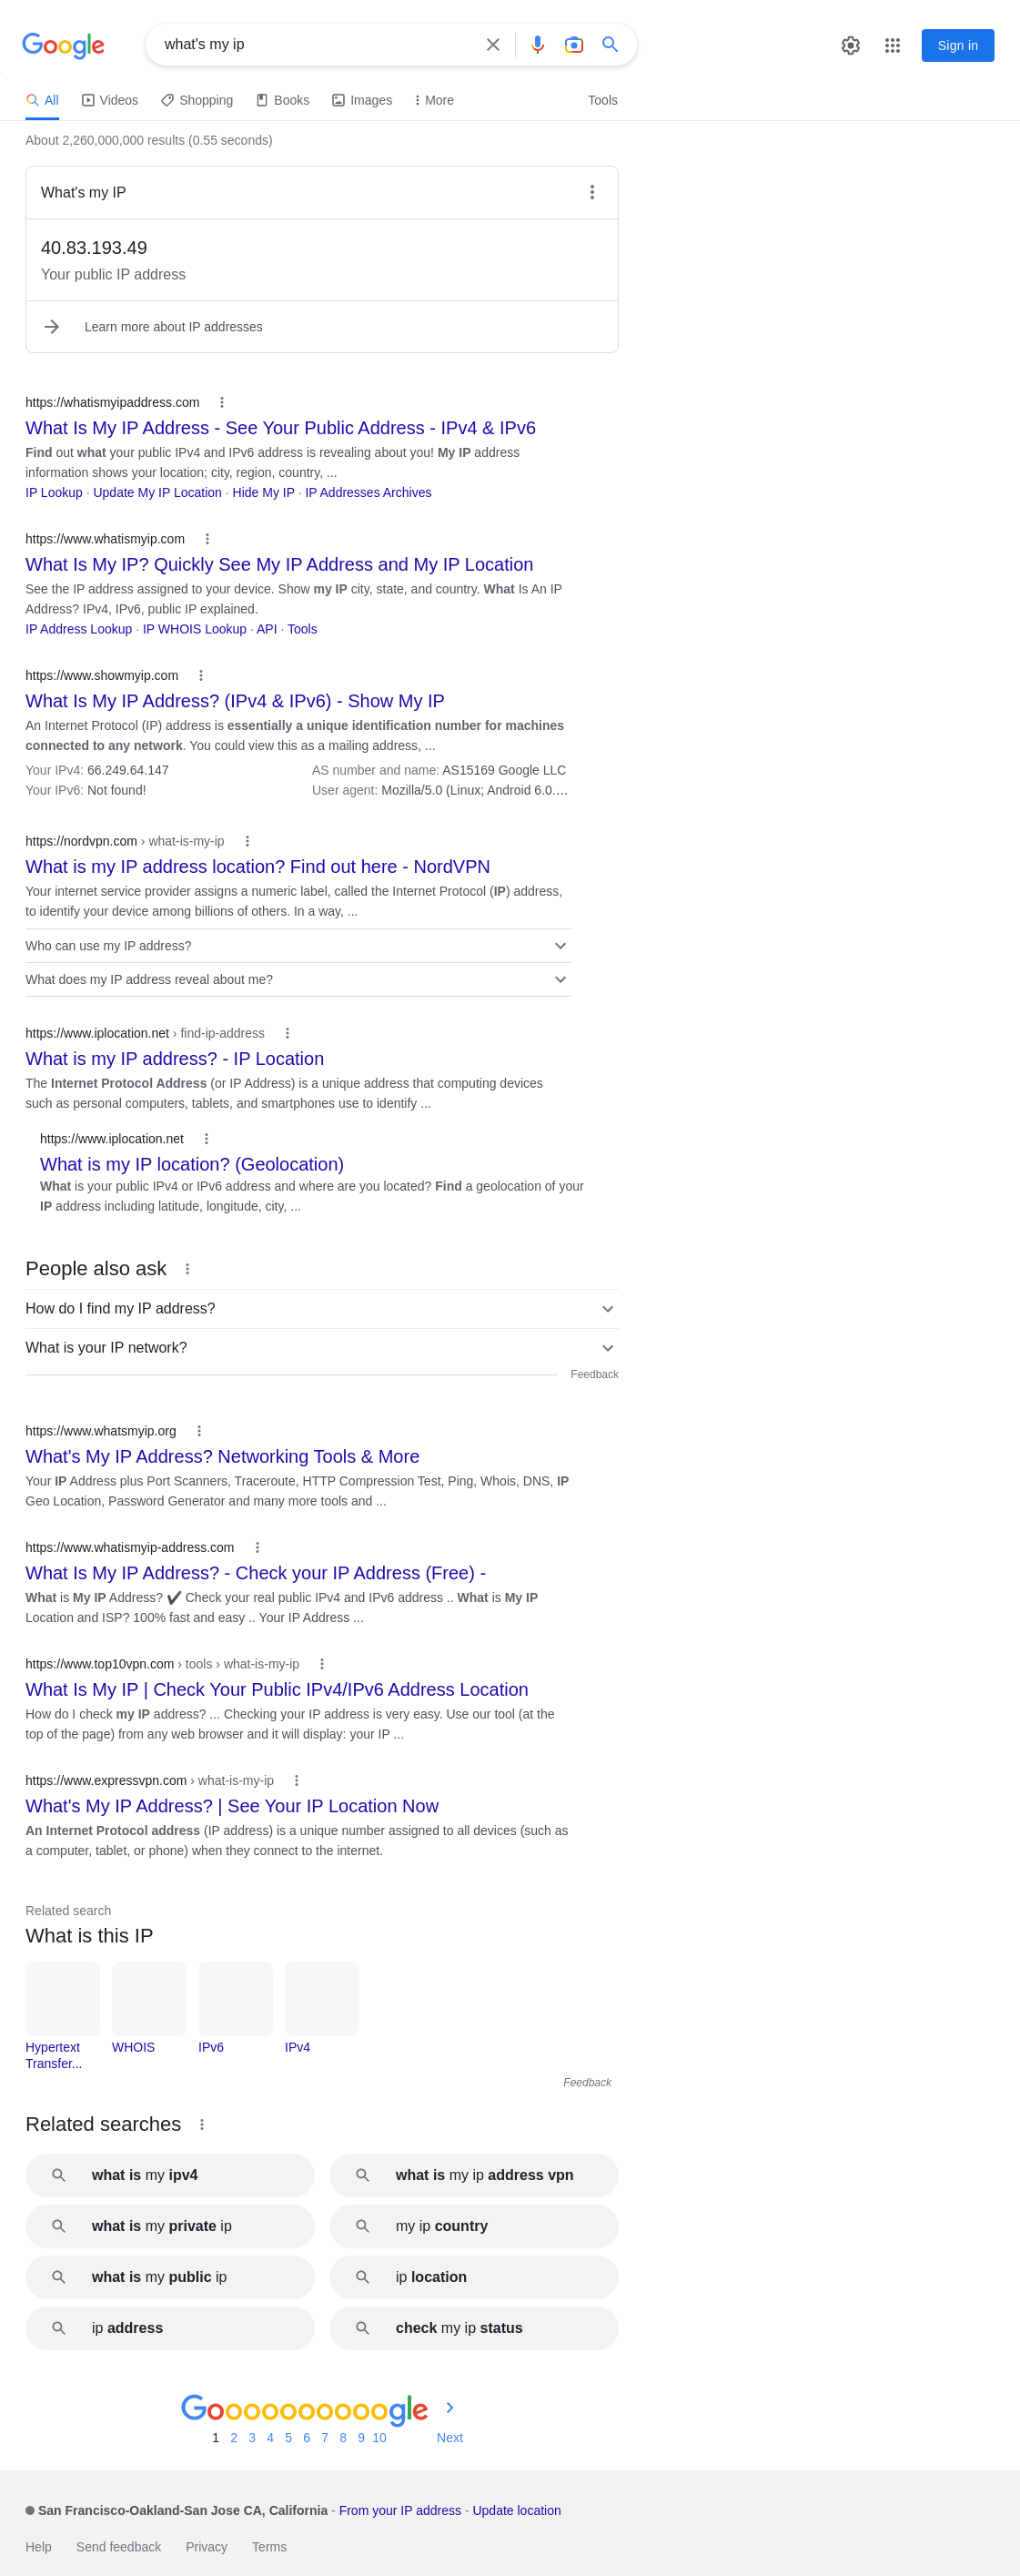 Google
what's my ip
Sign in
All
Videos
Shopping
Books
Images
More
Tools
About 2,260,000,000 results (0.55 seconds)
What's my IP
40.83.193.49
Your public IP address
Learn more about IP addresses
https://whatismyipaddress.com
What Is My IP Address - See Your Public Address - IPv4 & IPv6
Find out what your public IPv4 and IPv6 address is revealing about you! My IP address
information shows your location; city, region, country, ...
IP Lookup · Update My IP Location · Hide My IP · IP Addresses Archives
https://www.whatismyip.com
What Is My IP? Quickly See My IP Address and My IP Location
See the IP address assigned to your device. Show my IP city, state, and country. What Is An IP
Address? IPv4, IPv6, public IP explained.
IP Address Lookup · IP WHOIS Lookup · API · Tools
https://www.showmyip.com
What Is My IP Address? (IPv4 & IPv6) - Show My IP
An Internet Protocol (IP) address is essentially a unique identification number for machines
connected to any network. You could view this as a mailing address, ...
Your IPv4: 66.249.64.147
AS number and name: AS15169 Google LLC
Your IPv6: Not found!
User agent: Mozilla/5.0 (Linux; Android 6.0....
https://nordvpn.com › what-is-my-ip
What is my IP address location? Find out here - NordVPN
Your internet service provider assigns a numeric label, called the Internet Protocol (IP) address,
to identify your device among billions of others. In a way, ...
Who can use my IP address?
What does my IP address reveal about me?
https://www.iplocation.net › find-ip-address
What is my IP address? - IP Location
The Internet Protocol Address (or IP Address) is a unique address that computing devices
such as personal computers, tablets, and smartphones use to identify ...
https://www.iplocation.net
What is my IP location? (Geolocation)
What is your public IPv4 or IPv6 address and where are you located? Find a geolocation of your
IP address including latitude, longitude, city, ...
People also ask
How do I find my IP address?
What is your IP network?
Feedback
https://www.whatsmyip.org
What's My IP Address? Networking Tools & More
Your IP Address plus Port Scanners, Traceroute, HTTP Compression Test, Ping, Whois, DNS, IP
Geo Location, Password Generator and many more tools and ...
https://www.whatismyip-address.com
What Is My IP Address? - Check your IP Address (Free) -
What is My IP Address? ✔️ Check your real public IPv4 and IPv6 address .. What is My IP
Location and ISP? 100% fast and easy .. Your IP Address ...
https://www.top10vpn.com › tools › what-is-my-ip
What Is My IP | Check Your Public IPv4/IPv6 Address Location
How do I check my IP address? ... Checking your IP address is very easy. Use our tool (at the
top of the page) from any web browser and it will display: your IP ...
https://www.expressvpn.com › what-is-my-ip
What's My IP Address? | See Your IP Location Now
An Internet Protocol address (IP address) is a unique number assigned to all devices (such as
a computer, tablet, or phone) when they connect to the internet.
Related search
What is this IP
Hypertext
Transfer...
WHOIS
IPv6
IPv4
Feedback
Related searches
what is my ipv4
what is my ip address vpn
what is my private ip
my ip country
what is my public ip
ip location
ip address
check my ip status
Goooooooooogle
1 2 3 4 5 6 7 8 9 10 Next
San Francisco-Oakland-San Jose CA, California - From your IP address - Update location
Help Send feedback Privacy Terms